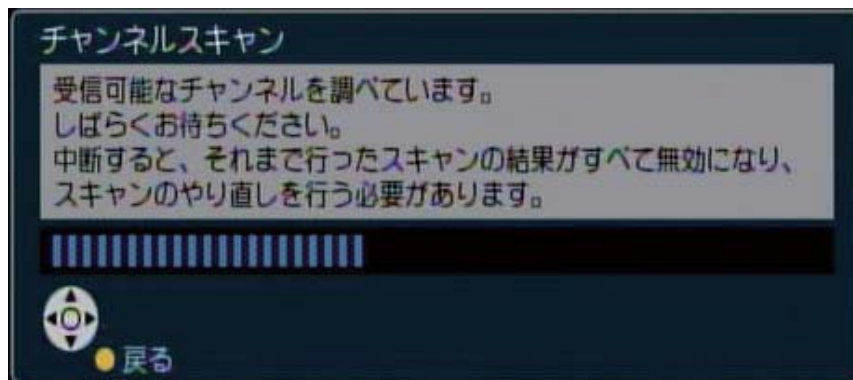 チャンネルスキャン
受信可能なチャンネルを調べています。
しばらくお待ちください。
中断すると、それまで行ったスキャンの結果がすべて無効になり、
スキャンのやり直しを行う必要があります。
戻る